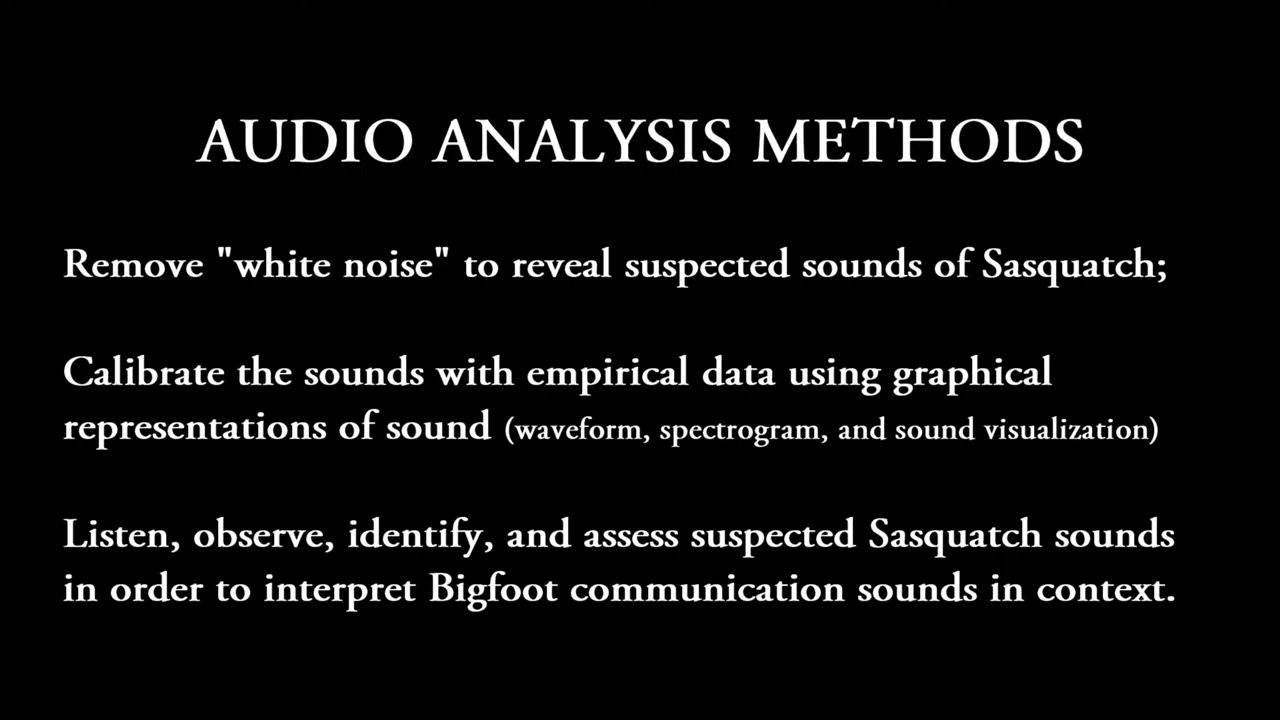 AUDIO ANALYSIS METHODS
Remove "white noise" to reveal suspected sounds of Sasquatch;
Calibrate the sounds with empirical data using graphical
representations of sound (waveform, spectrogram, and sound visualization)
Listen, observe, identify, and assess suspected Sasquatch sounds
in order to interpret Bigfoot communication sounds in context.